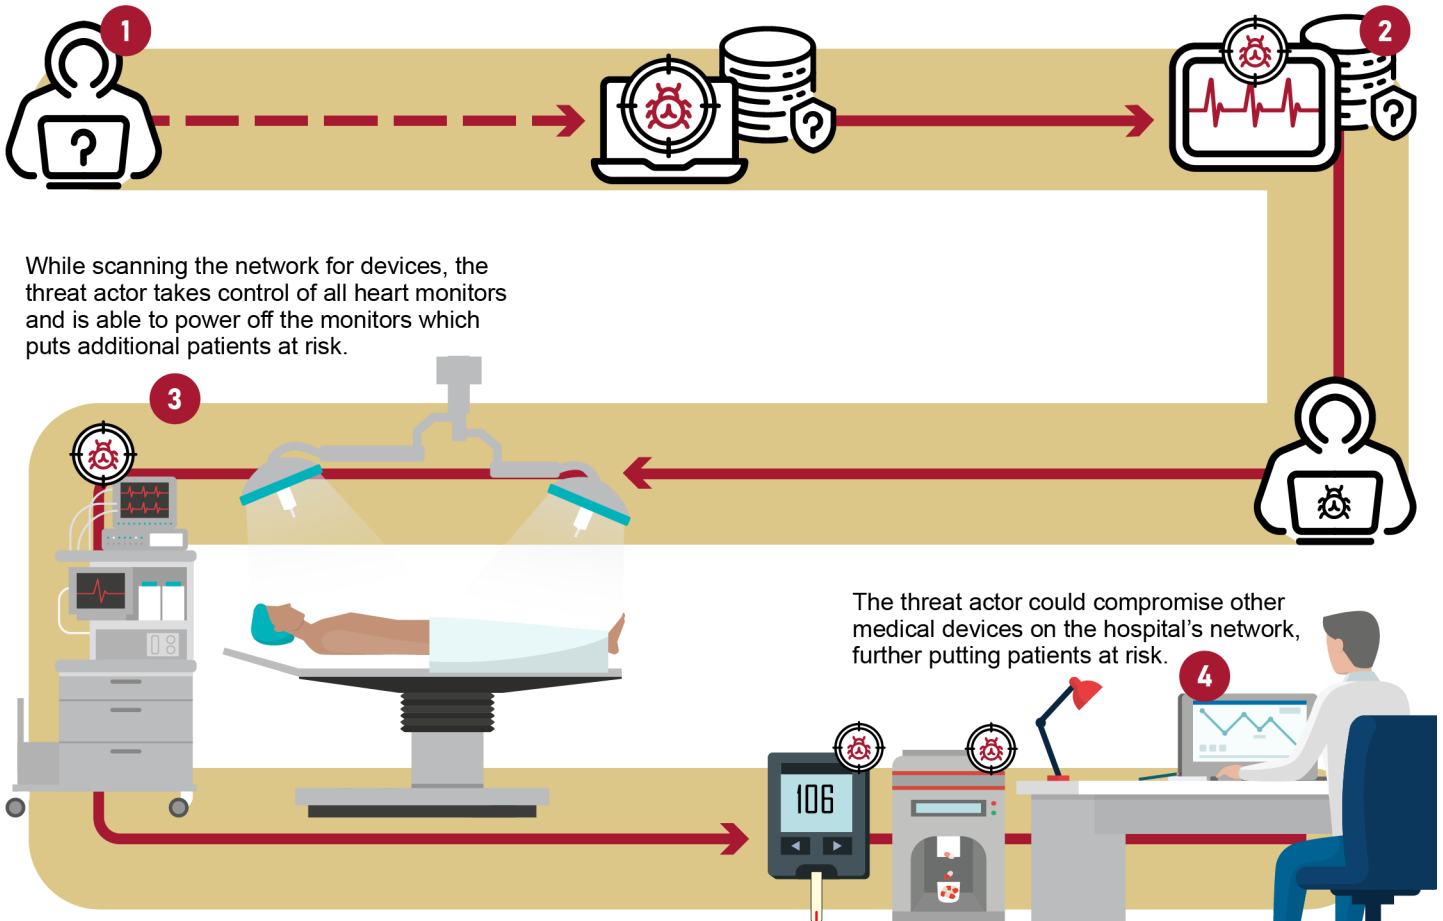 1
?
?
2
?
While scanning the network for devices, the
threat actor takes control of all heart monitors
and is able to power off the monitors which
puts additional patients at risk.
3
The threat actor could compromise other
medical devices on the hospital’s network,
further putting patients at risk.
4
106